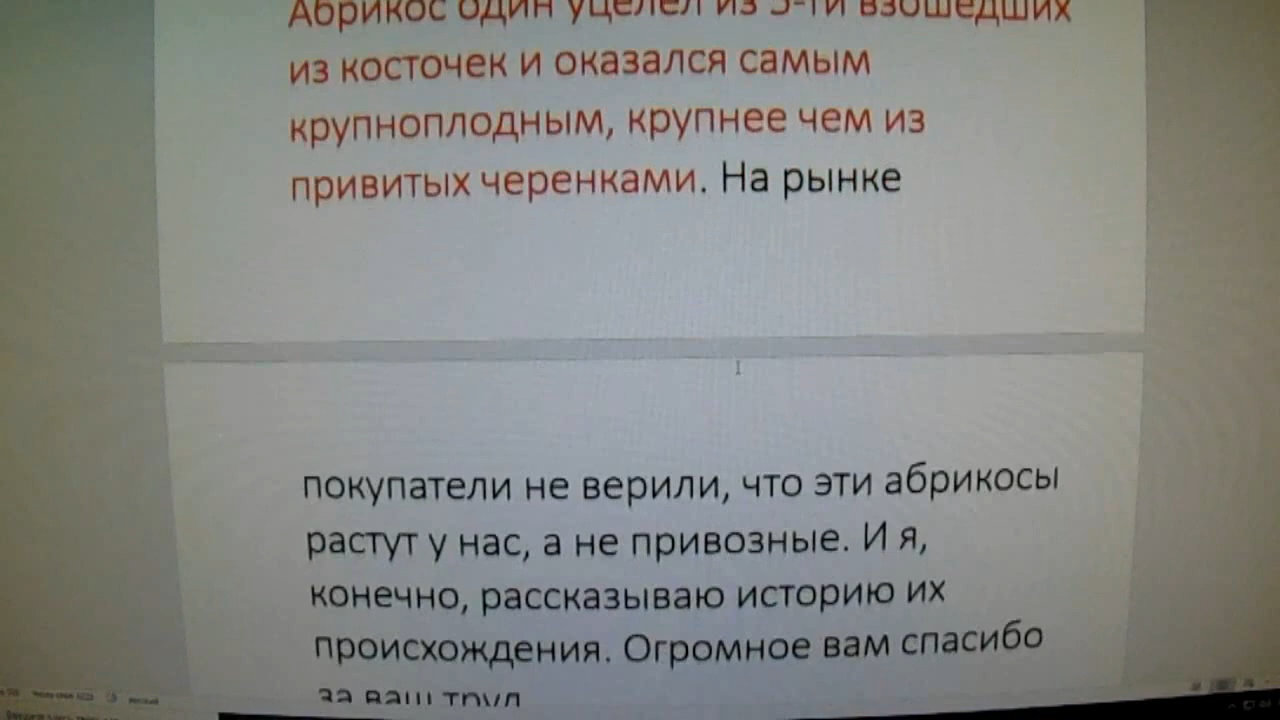 Абрикос один уцелел из 5-ти взошедших
из косточек и оказался самым
крупноплодным, крупнее чем из
привитых черенками. На рынке
покупатели не верили, что эти абрикосы
растут у нас, а не привозные. И я,
конечно, рассказываю историю их
происхождения. Огромное вам спасибо
за ваш труд